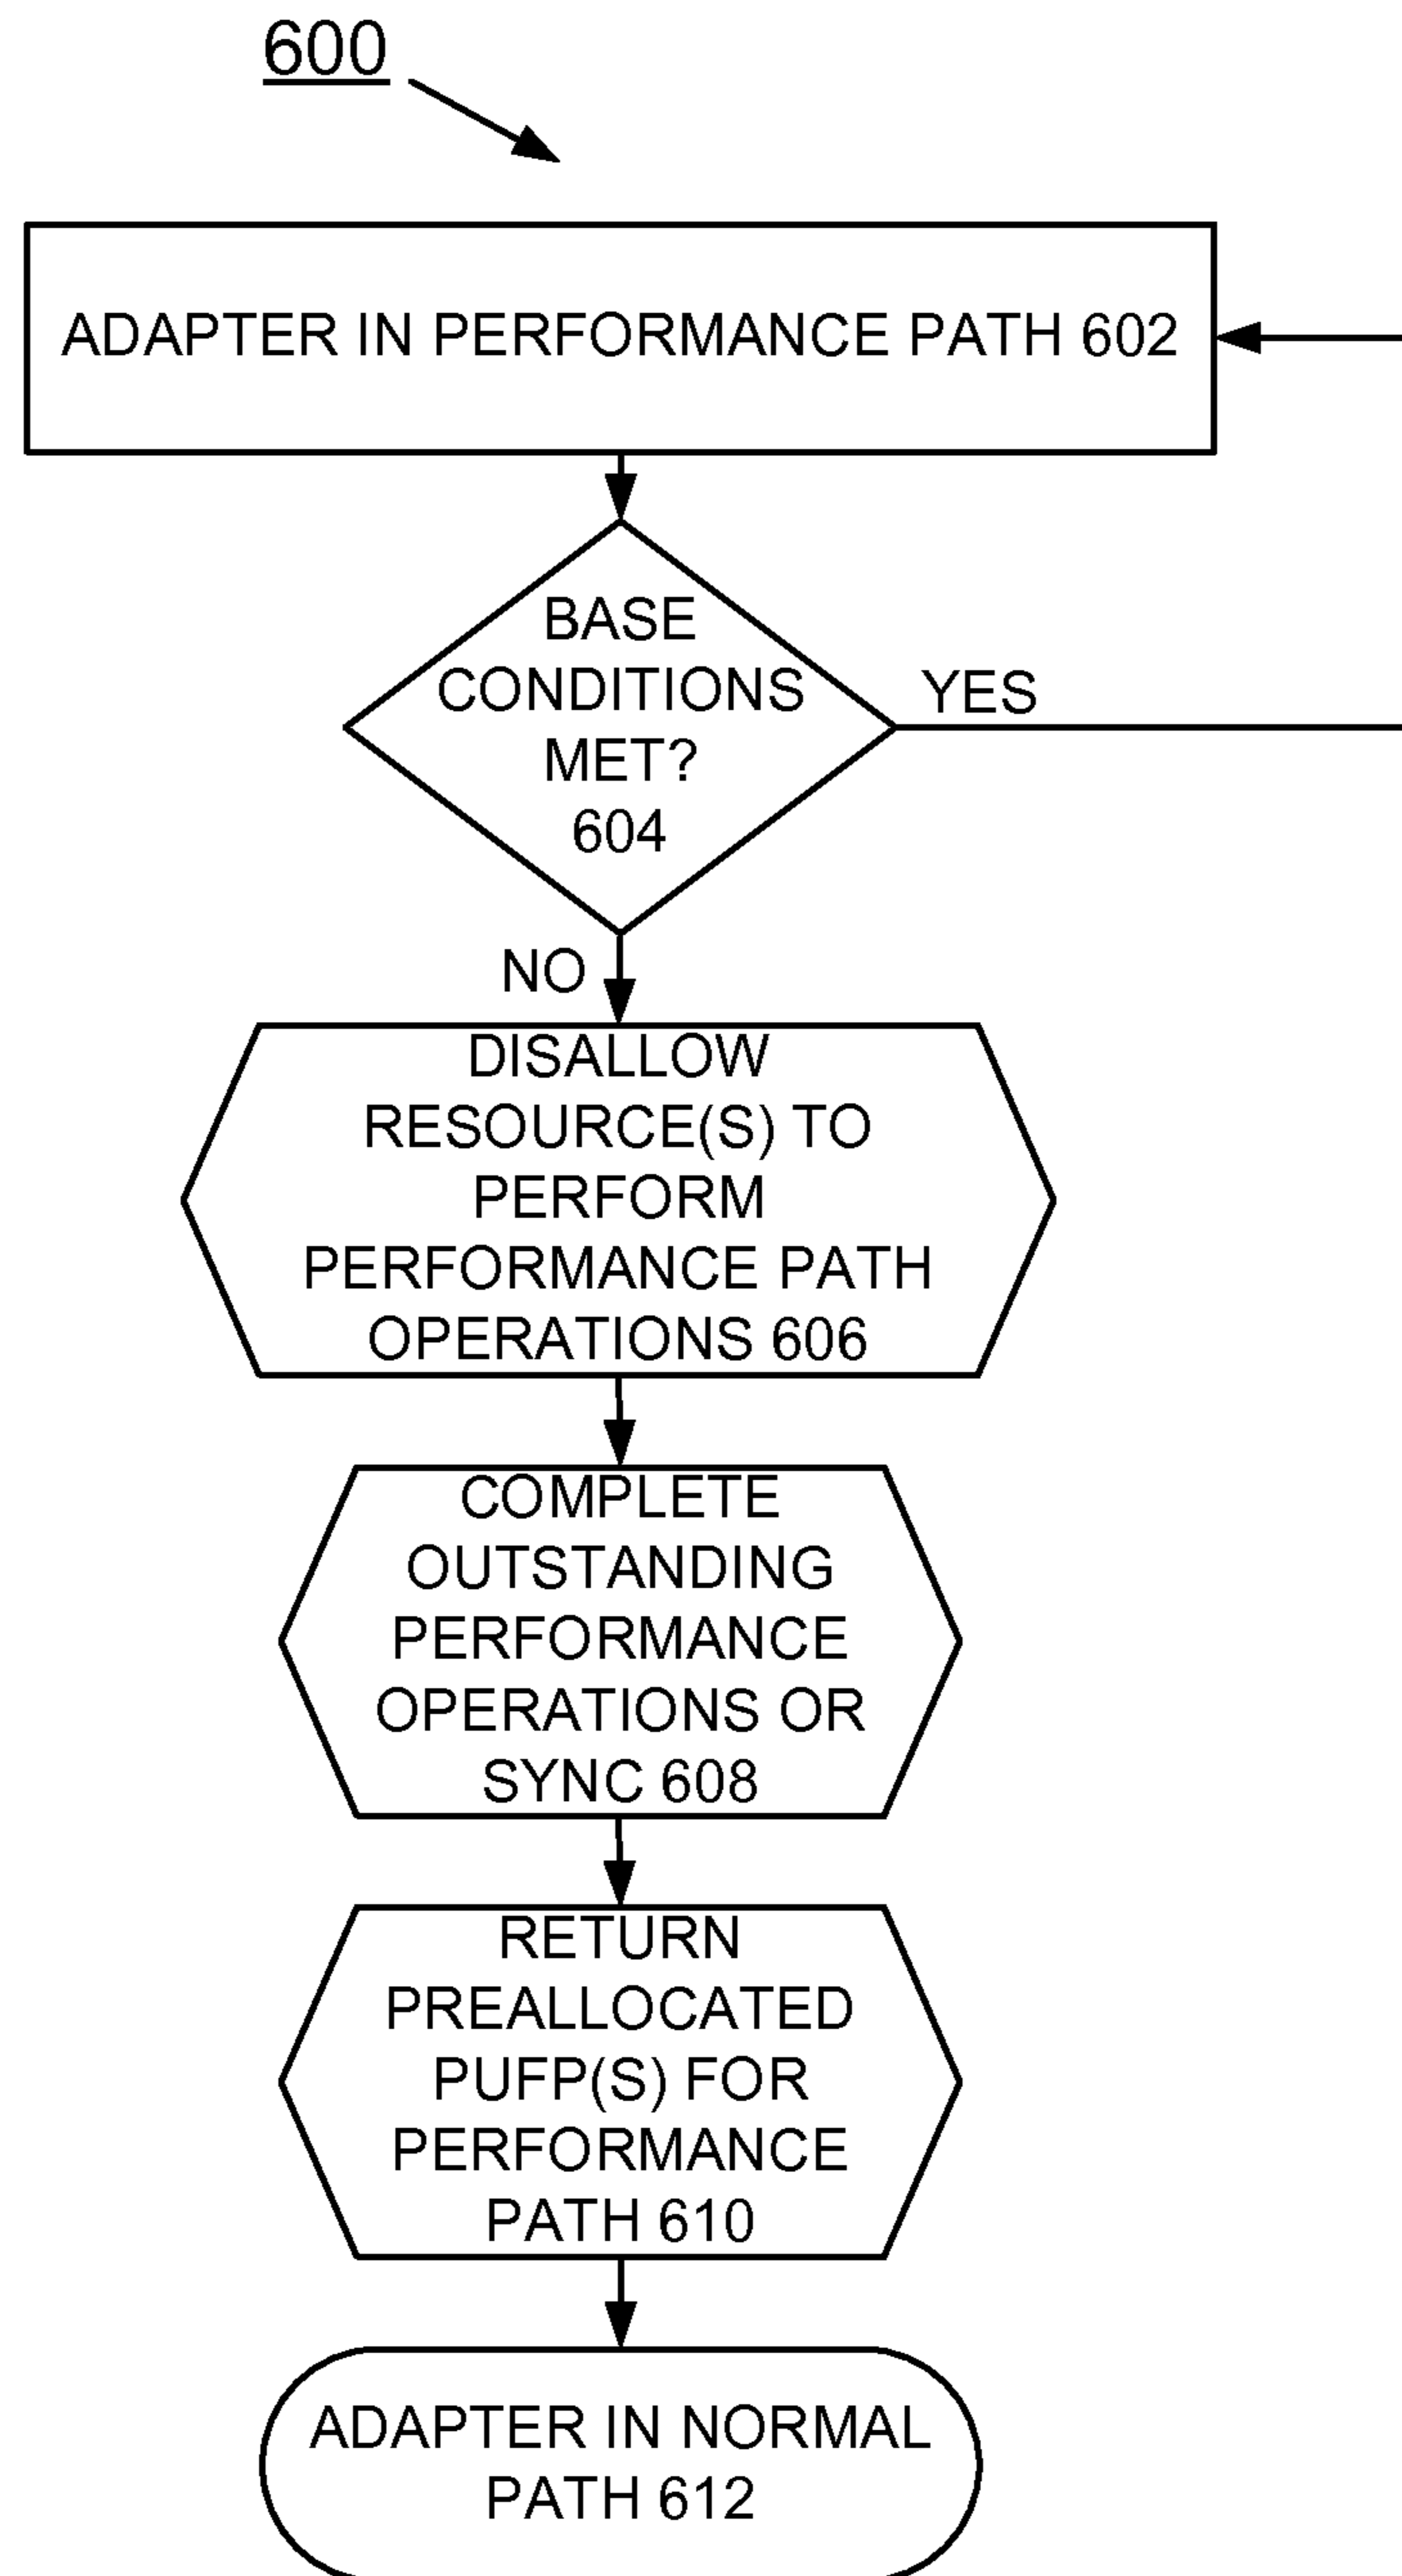 600
ADAPTER IN PERFORMANCE PATH 602
BASE
CONDITIONS
MET?
604
YES
NO
DISALLOW
RESOURCE(S) TO
PERFORM
PERFORMANCE PATH
OPERATIONS 606
COMPLETE
OUTSTANDING
PERFORMANCE
OPERATIONS OR
SYNC 608
RETURN
PREALLOCATED
PUFP(S) FOR
PERFORMANCE
PATH 610
ADAPTER IN NORMAL
PATH 612